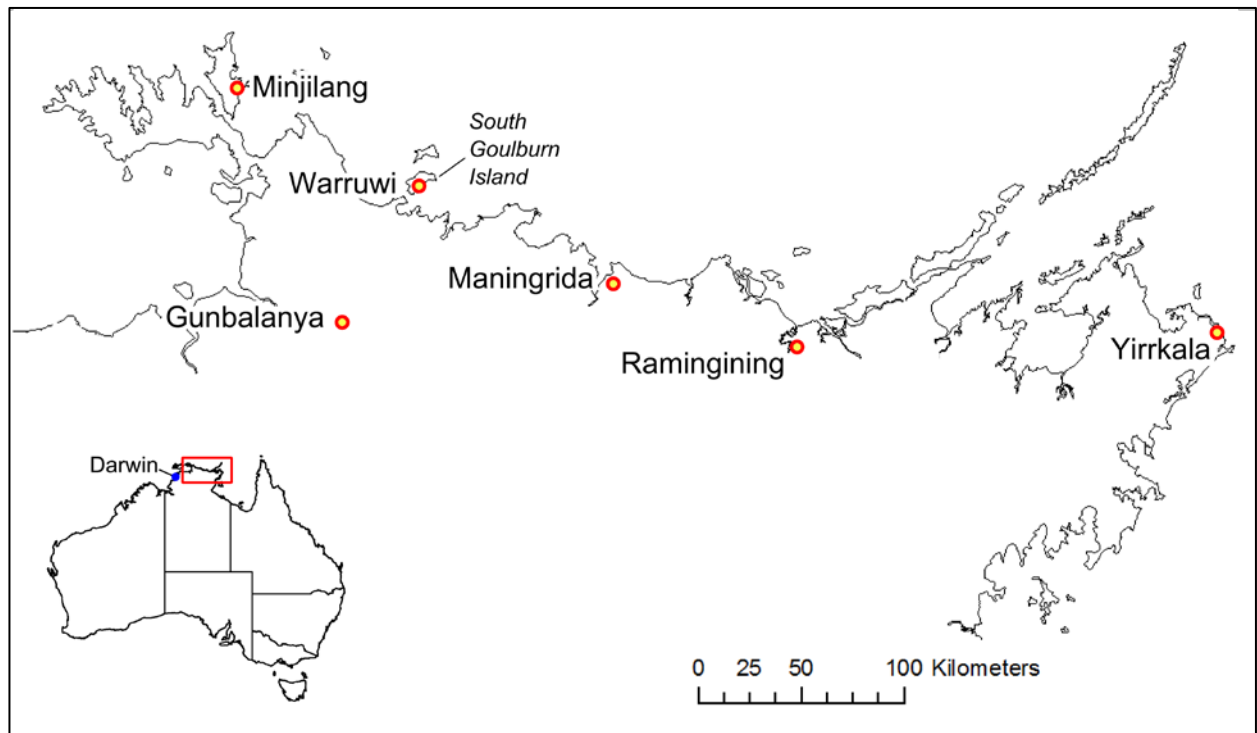 Minjilang
South
Goulburn
Island
Warruwi
Maningrida
Gunbalanya
Ramingining
Yirrkala
Darwin
0 25 50 100 Kilometers